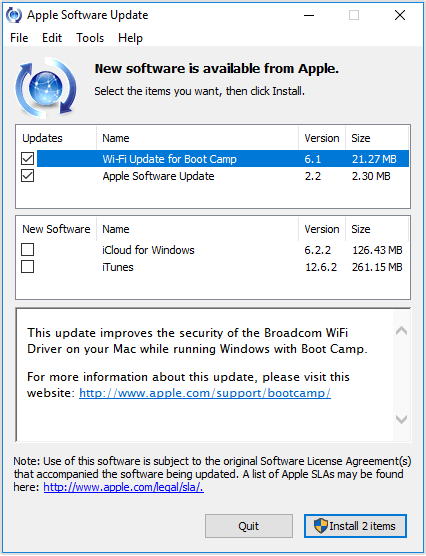 Apple Software Update
File Edit Tools Help
New software is available from Apple.
Select the items you want, then click Install.
Updates Name Version Size
Wi-Fi Update for Boot Camp 6.1 21.27 MB
Apple Software Update 2.2 2.30 MB
New Software Name Version Size
iCloud for Windows 6.2.2 126.43 MB
iTunes 12.6.2 261.15 MB
This update improves the security of the Broadcom WiFi
Driver on your Mac while running Windows with Boot Camp.
For more information about this update, please visit this
website: http://www.apple.com/support/bootcamp/
Note: Use of this software is subject to the original Software License Agreement(s)
that accompanied the software being updated. A list of Apple SLAs may be found
here: http://www.apple.com/legal/sla/.
Quit Install 2 items